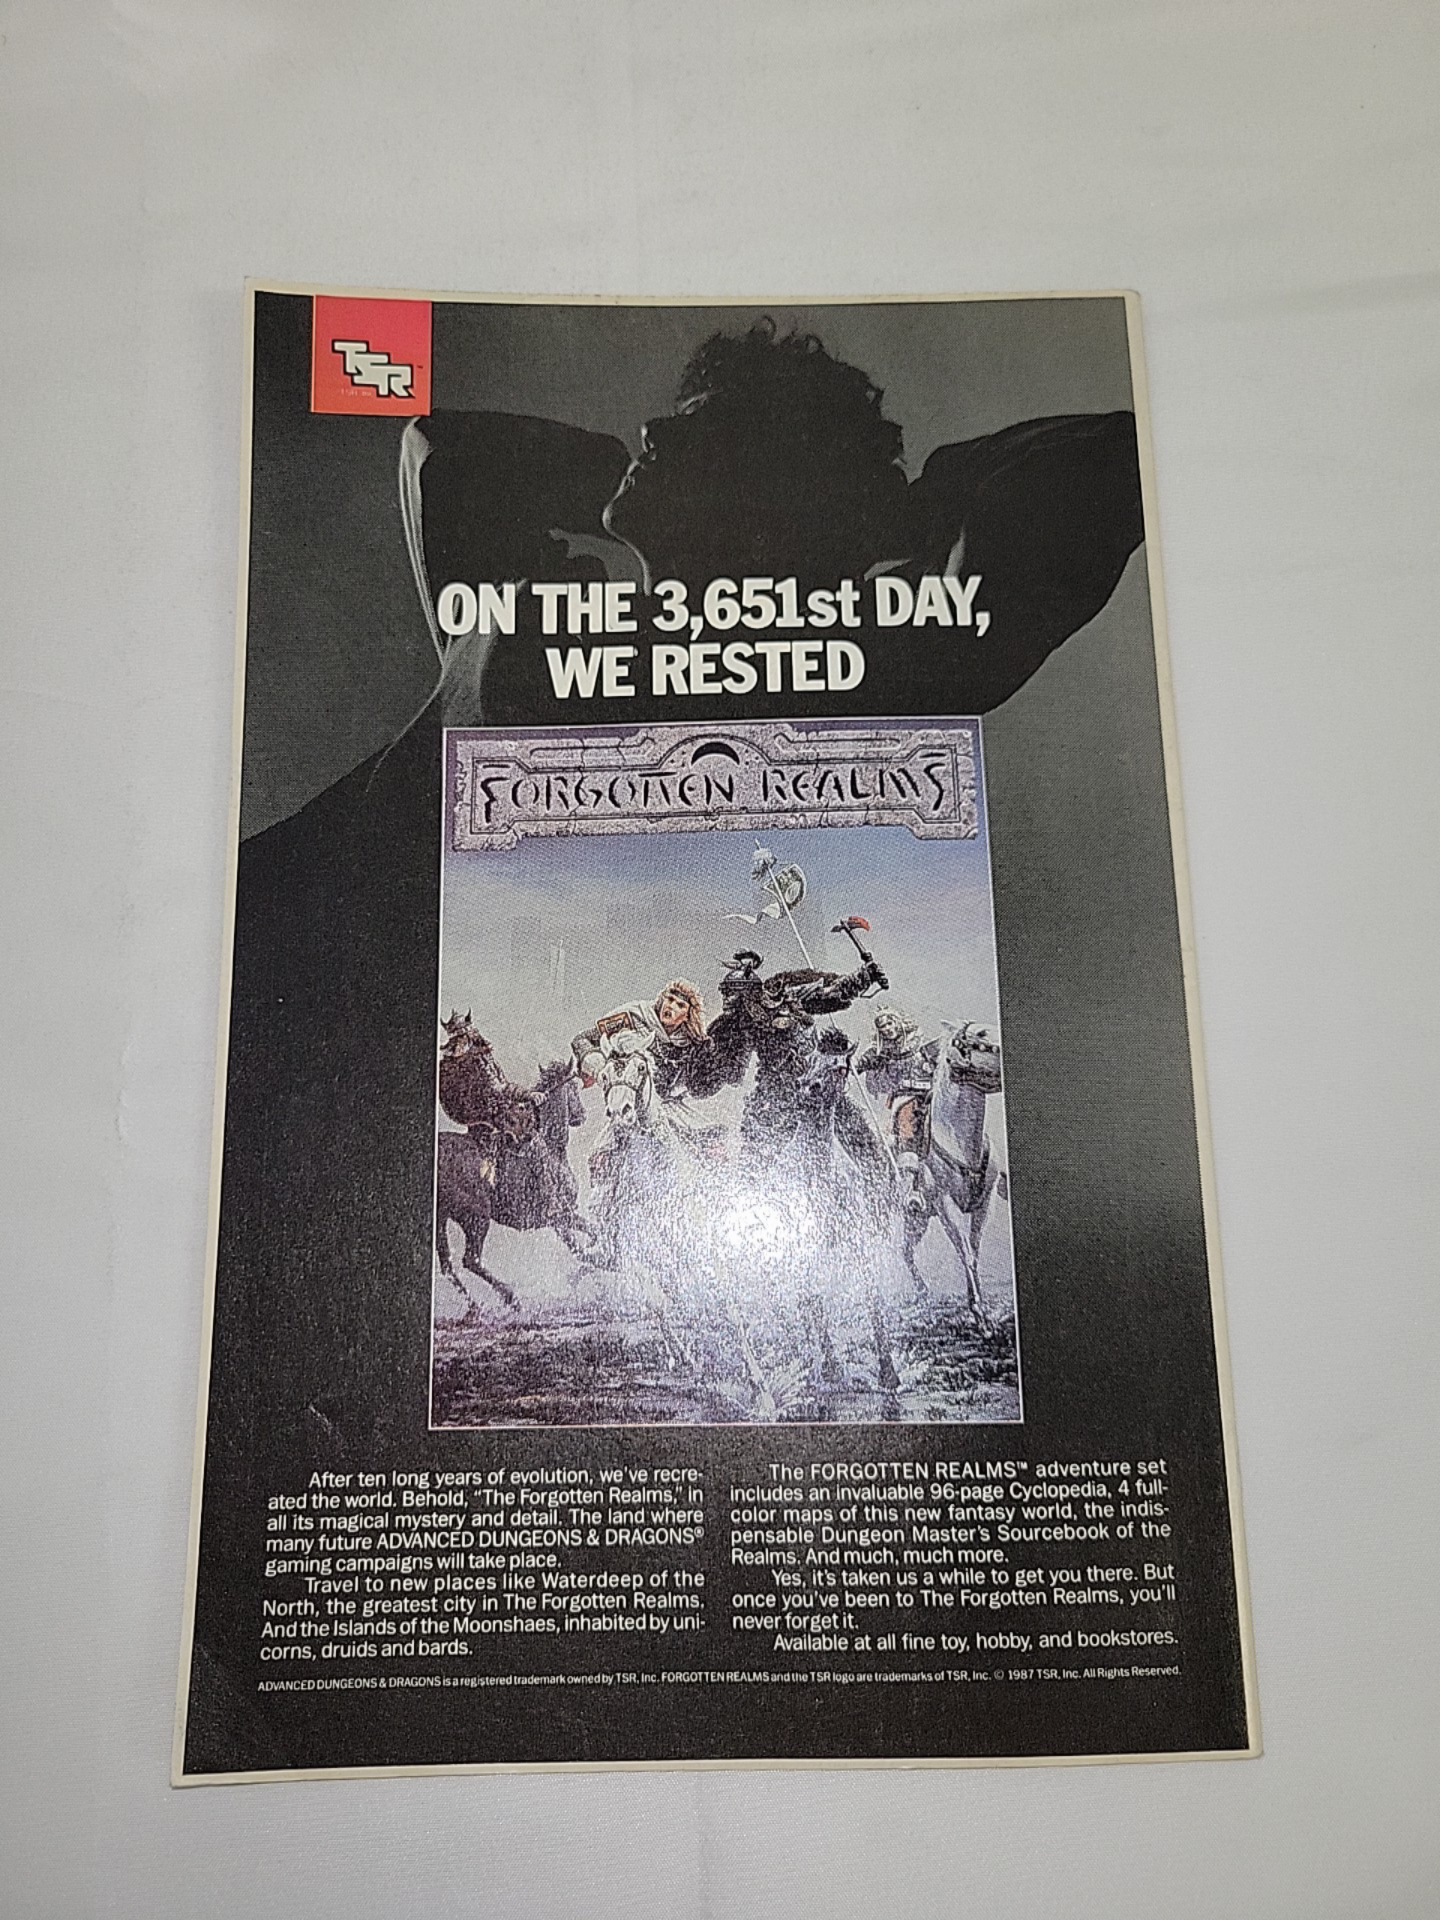 TSR™
ON THE 3,651st DAY,
WE RESTED
FORGOTTEN REALMS
After ten long years of evolution, we've recre-
ated the world. Behold, "The Forgotten Realms," in
all its magical mystery and detail. The land where
many future ADVANCED DUNGEONS & DRAGONS®
gaming campaigns will take place.
Travel to new places like Waterdeep of the
North, the greatest city in The Forgotten Realms.
And the Islands of the Moonshaes, inhabited by uni-
corns, druids and bards.
The FORGOTTEN REALMS™ adventure set
includes an invaluable 96-page Cyclopedia, 4 full-
color maps of this new fantasy world, the indis-
pensable Dungeon Master's Sourcebook of the
Realms. And much, much more.
Yes, it's taken us a while to get you there. But
once you've been to The Forgotten Realms, you'll
never forget it.
Available at all fine toy, hobby, and bookstores.
ADVANCED DUNGEONS & DRAGONS is a registered trademark owned by TSR, Inc. FORGOTTEN REALMS and the TSR logo are trademarks of TSR, Inc. © 1987 TSR, Inc. All Rights Reserved.